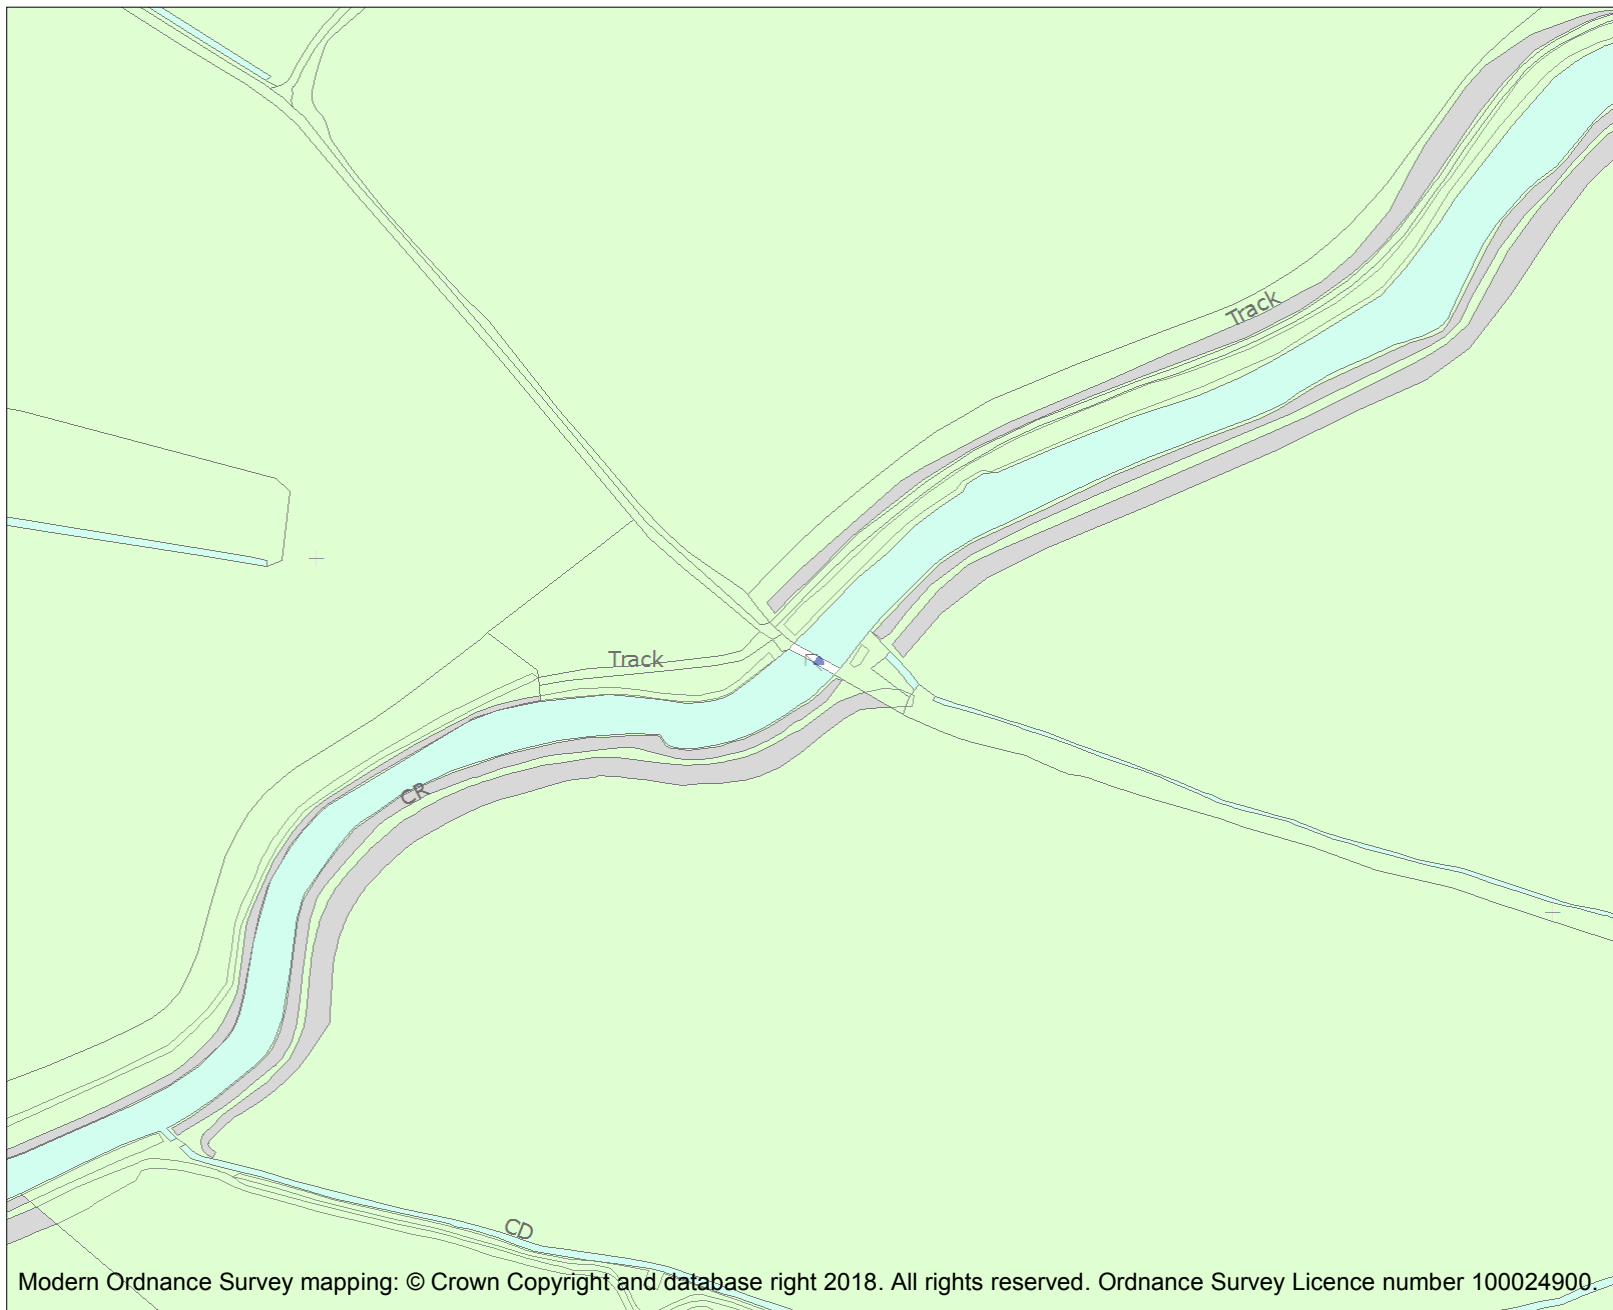 Track
Track
CR
CD
Modern Ordnance Survey mapping: © Crown Copyright and database right 2018. All rights reserved. Ordnance Survey Licence number 100024900.